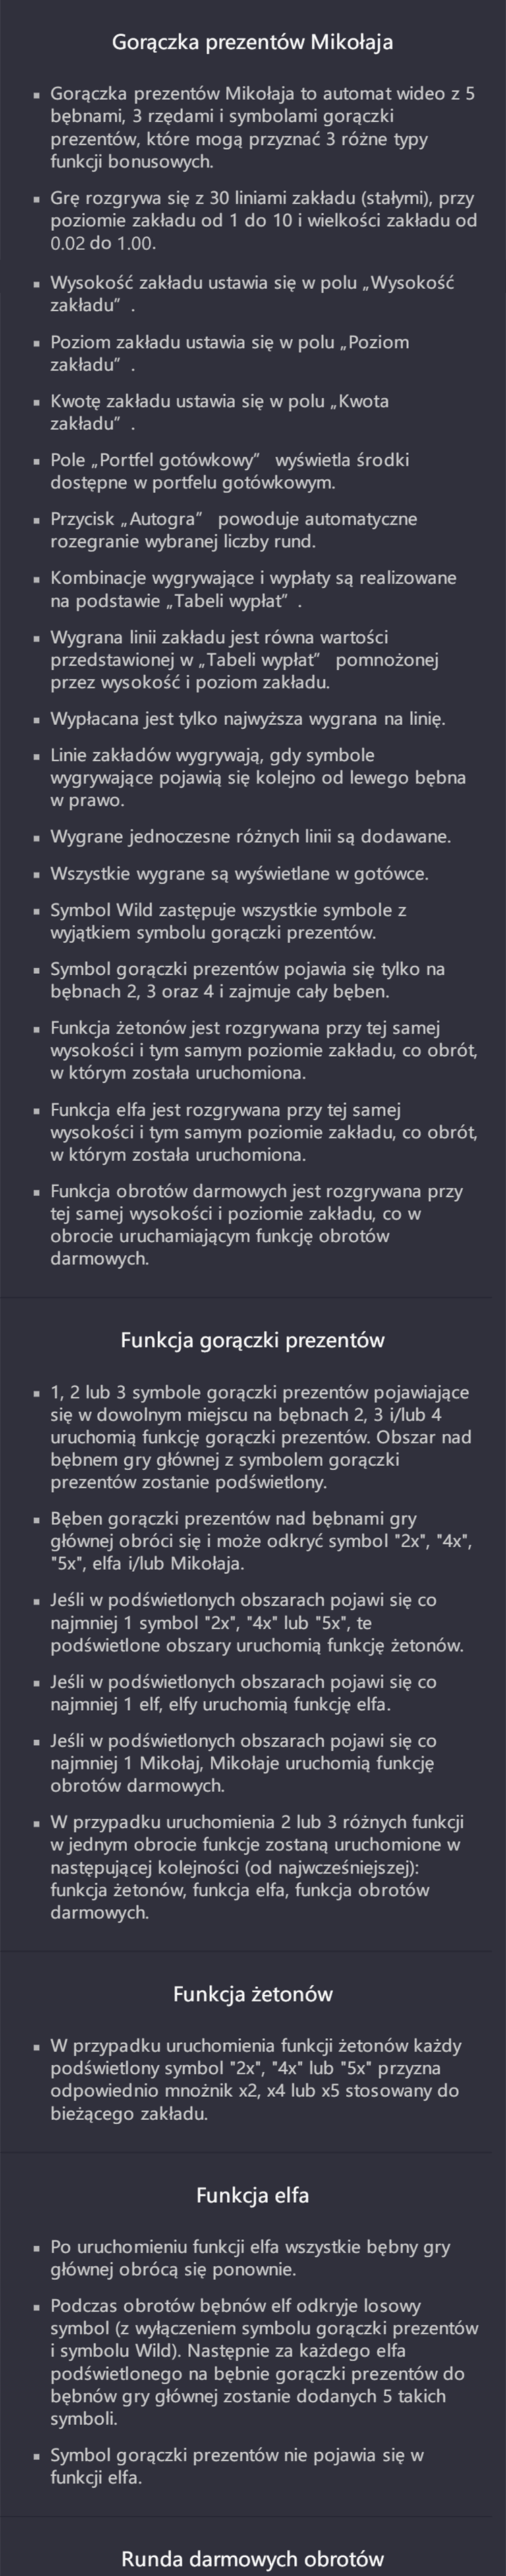 Gorączka prezentów Mikołaja
▪ Gorączka prezentów Mikołaja to automat wideo z 5
bębnami, 3 rzędami i symbolami gorączki
prezentów, które mogą przyznać 3 różne typy
funkcji bonusowych.
▪ Grę rozgrywa się z 30 liniami zakładu (stałymi), przy
poziomie zakładu od 1 do 10 i wielkości zakładu od
0.02 do 1.00.
▪ Wysokość zakładu ustawia się w polu „Wysokość
zakładu” .
▪ Poziom zakładu ustawia się w polu „Poziom
zakładu” .
▪ Kwotę zakładu ustawia się w polu „Kwota
zakładu” .
▪ Pole „Portfel gotówkowy” wyświetla środki
dostępne w portfelu gotówkowym.
▪ Przycisk „Autogra” powoduje automatyczne
rozegranie wybranej liczby rund.
▪ Kombinacje wygrywające i wypłaty są realizowane
na podstawie „Tabeli wypłat” .
▪ Wygrana linii zakładu jest równa wartości
przedstawionej w „Tabeli wypłat” pomnożonej
przez wysokość i poziom zakładu.
▪ Wypłacana jest tylko najwyższa wygrana na linię.
▪ Linie zakładów wygrywają, gdy symbole
wygrywające pojawią się kolejno od lewego bębna
w prawo.
▪ Wygrane jednoczesne różnych linii są dodawane.
▪ Wszystkie wygrane są wyświetlane w gotówce.
▪ Symbol Wild zastępuje wszystkie symbole z
wyjątkiem symbolu gorączki prezentów.
▪ Symbol gorączki prezentów pojawia się tylko na
bębnach 2, 3 oraz 4 i zajmuje cały bęben.
▪ Funkcja żetonów jest rozgrywana przy tej samej
wysokości i tym samym poziomie zakładu, co obrót,
w którym została uruchomiona.
▪ Funkcja elfa jest rozgrywana przy tej samej
wysokości i tym samym poziomie zakładu, co obrót,
w którym została uruchomiona.
▪ Funkcja obrotów darmowych jest rozgrywana przy
tej samej wysokości i poziomie zakładu, co w
obrocie uruchamiającym funkcję obrotów
darmowych.
Funkcja gorączki prezentów
▪ 1, 2 lub 3 symbole gorączki prezentów pojawiające
się w dowolnym miejscu na bębnach 2, 3 i/lub 4
uruchomią funkcję gorączki prezentów. Obszar nad
bębnem gry głównej z symbolem gorączki
prezentów zostanie podświetlony.
▪ Bęben gorączki prezentów nad bębnami gry
głównej obróci się i może odkryć symbol "2x", "4x",
"5x", elfa i/lub Mikołaja.
▪ Jeśli w podświetlonych obszarach pojawi się co
najmniej 1 symbol "2x", "4x" lub "5x", te
podświetlone obszary uruchomią funkcję żetonów.
▪ Jeśli w podświetlonych obszarach pojawi się co
najmniej 1 elf, elfy uruchomią funkcję elfa.
▪ Jeśli w podświetlonych obszarach pojawi się co
najmniej 1 Mikołaj, Mikołaje uruchomią funkcję
obrotów darmowych.
▪ W przypadku uruchomienia 2 lub 3 różnych funkcji
w jednym obrocie funkcje zostaną uruchomione w
następującej kolejności (od najwcześniejszej):
funkcja żetonów, funkcja elfa, funkcja obrotów
darmowych.
Funkcja żetonów
▪ W przypadku uruchomienia funkcji żetonów każdy
podświetlony symbol "2x", "4x" lub "5x" przyzna
odpowiednio mnożnik x2, x4 lub x5 stosowany do
bieżącego zakładu.
Funkcja elfa
▪ Po uruchomieniu funkcji elfa wszystkie bębny gry
głównej obrócą się ponownie.
▪ Podczas obrotów bębnów elf odkryje losowy
symbol (z wyłączeniem symbolu gorączki prezentów
i symbolu Wild). Następnie za każdego elfa
podświetlonego na bębnie gorączki prezentów do
bębnów gry głównej zostanie dodanych 5 takich
symboli.
▪ Symbol gorączki prezentów nie pojawia się w
funkcji elfa.
Runda darmowych obrotów